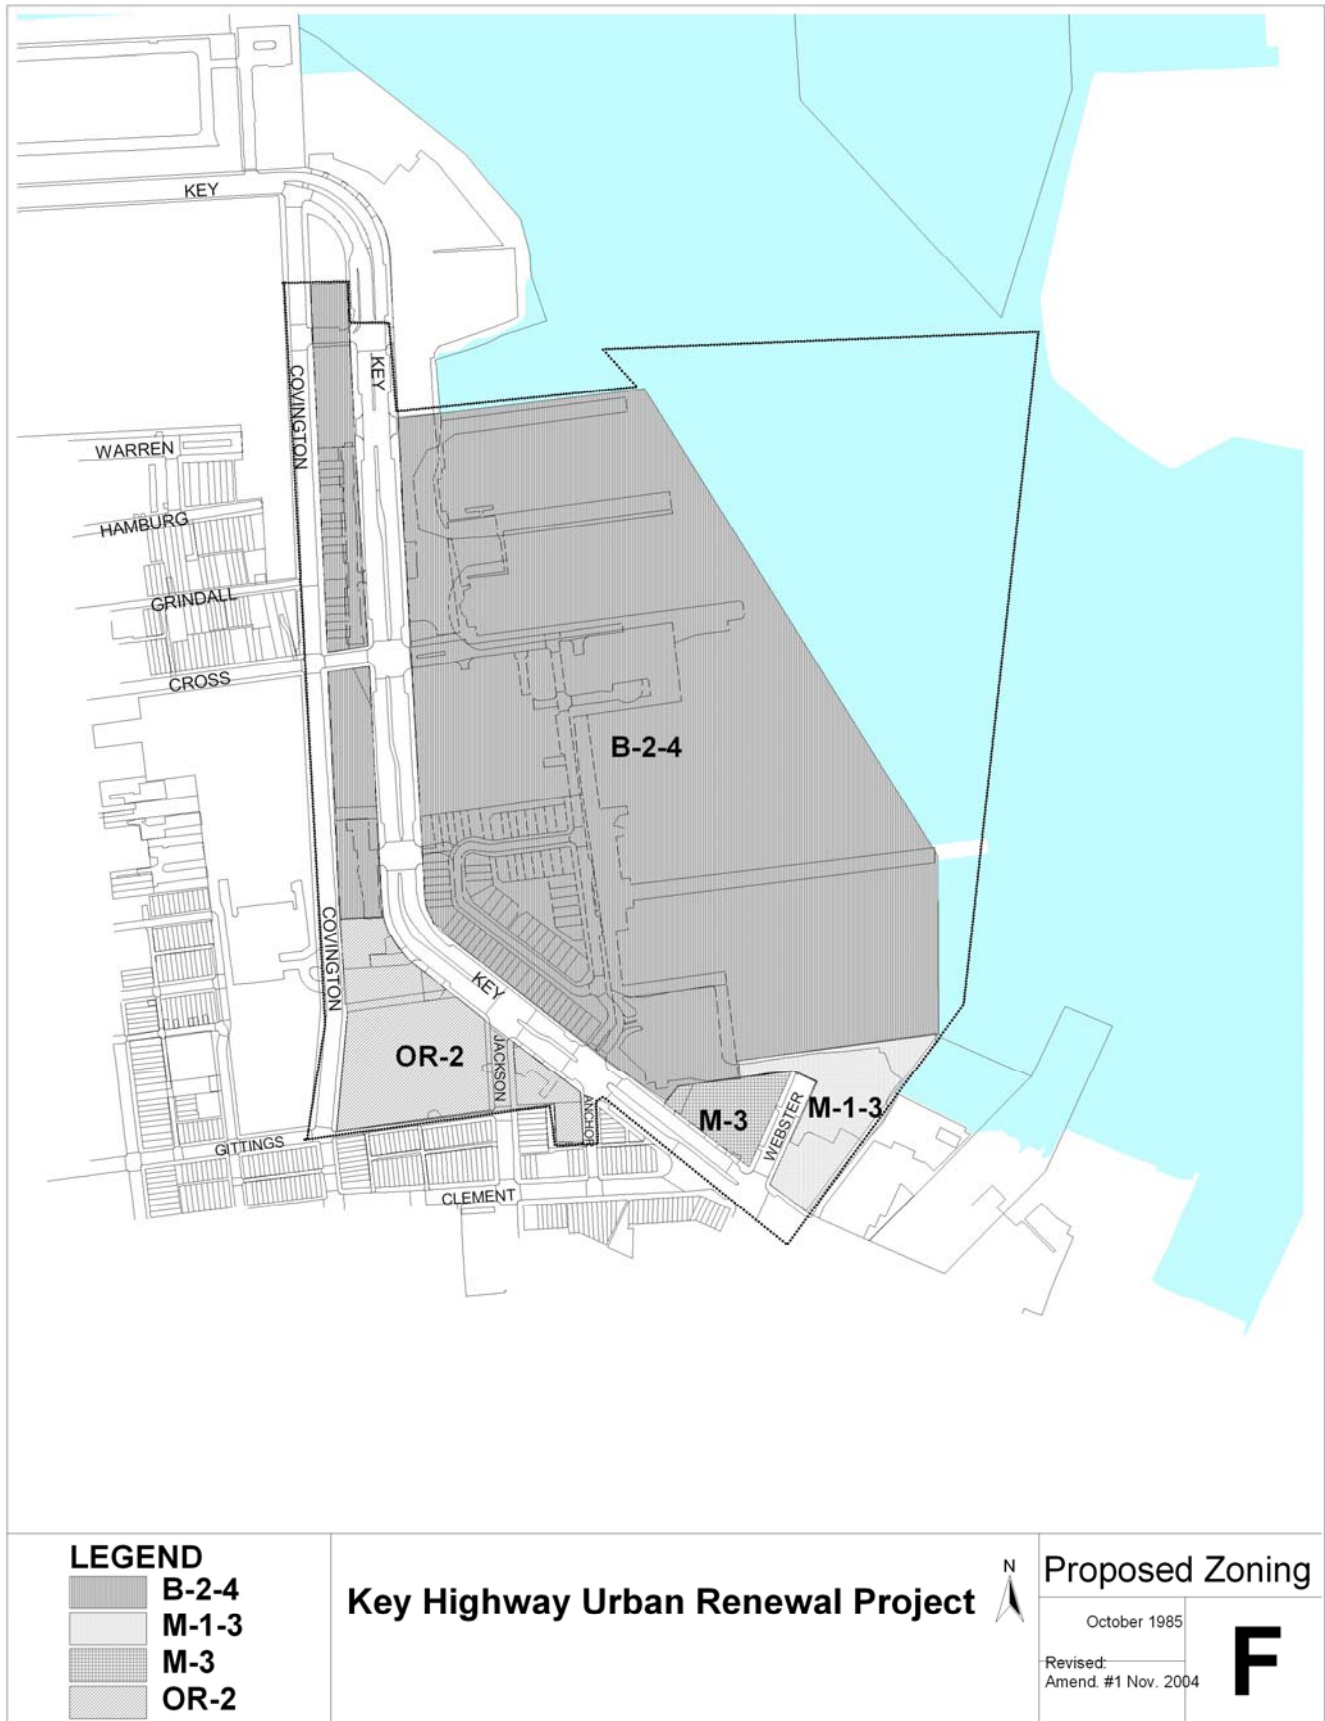 KEY
KEY
COVINGTON
WARREN
HAMBURG
GRINDALL
CROSS
B-2-4
COVINGTON
KEY
OR-2
JACKSON
ANCHOR
M-3
WEBSTER
M-1-3
GITTINGS
CLEMENT
LEGEND
B-2-4
M-1-3
M-3
OR-2
Key Highway Urban Renewal Project
N
Proposed Zoning
October 1985
Revised:
Amend. #1 Nov. 2004
F